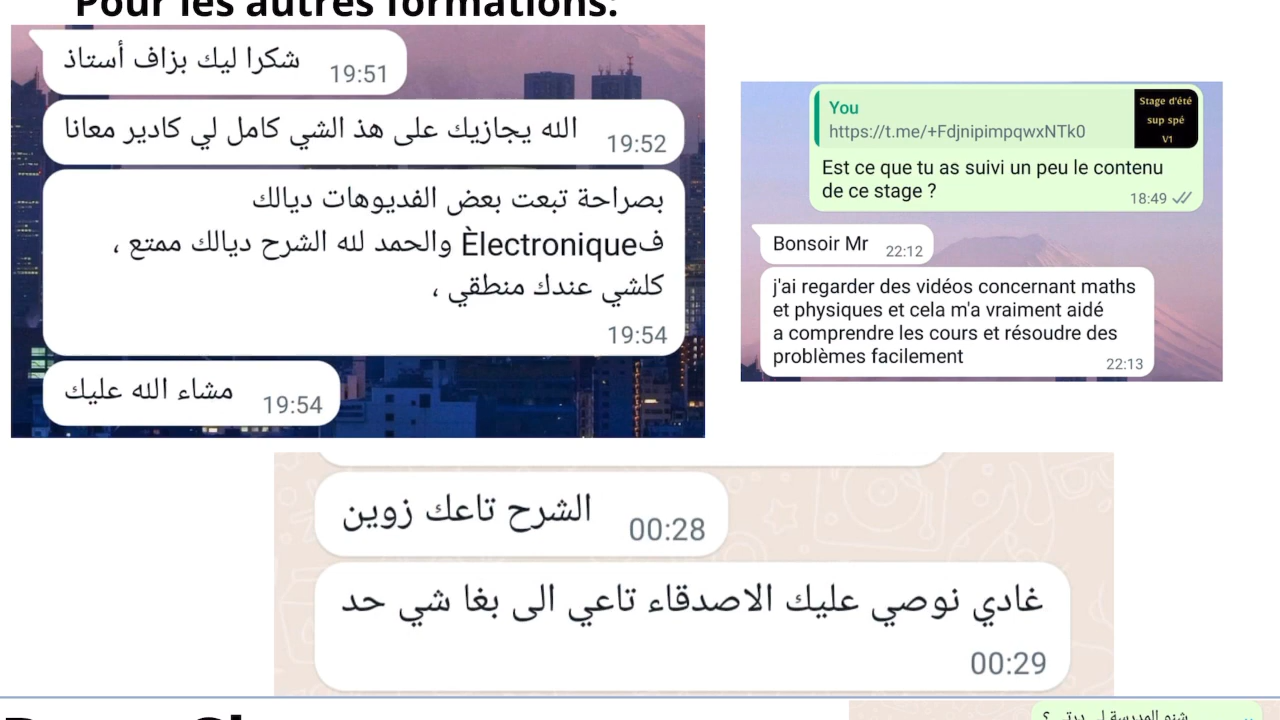 Pour les autres formations:
شكرا ليك بزاف أستاذ
19:51
الله يجازيك على هذ الشي كامل لي كادير معانا
19:52
بصراحة تبعت بعض الفديوهات ديالك
فÈlectronique والحمد لله الشرح ديالك ممتع ،
كلشي عندك منطقي ،
19:54
مشاء الله عليك
19:54
You
https://t.me/+FdjnipimpqwxNTk0
Stage d'été
sup spé
V1
Est ce que tu as suivi un peu le contenu
de ce stage ?
18:49
Bonsoir Mr
22:12
j'ai regarder des vidéos concernant maths
et physiques et cela m'a vraiment aidé
a comprendre les cours et résoudre des
problèmes facilement
22:13
الشرح تاعك زوين
00:28
غادي نوصي عليك الاصدقاء تاعي الى بغا شي حد
00:29
شنو المدرسة لي درتي ؟